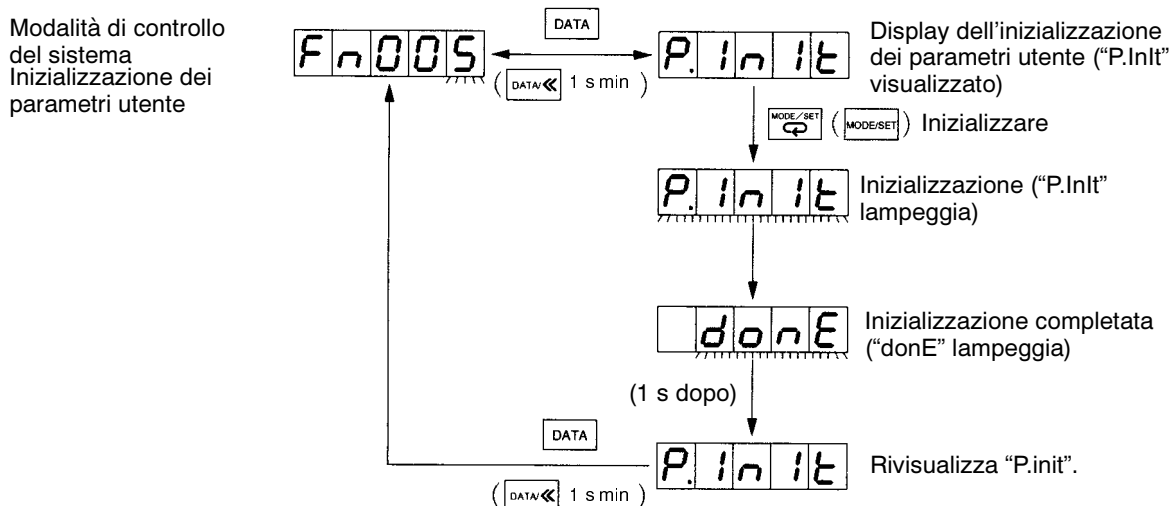 Modalità di controllo
del sistema
Inizializzazione dei
parametri utente
Fn005
DATA
( DATA/≪ 1 s min )
P.InIt
Display dell'inizializzazione
dei parametri utente (“P.InIt”
visualizzato)
MODE/SET ( MODE/SET ) Inizializzare
P.InIt
Inizializzazione (“P.InIt”
lampeggia)
donE
Inizializzazione completata
(“donE” lampeggia)
(1 s dopo)
DATA
( DATA/≪ 1 s min )
P.InIt
Rivisualizza “P.init”.